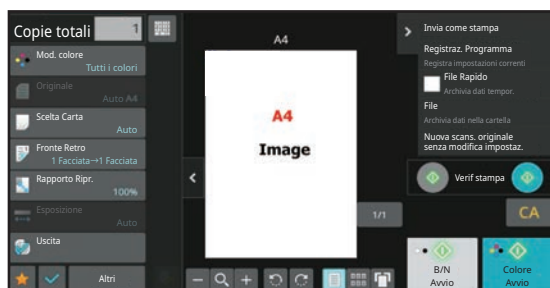 Copie totali 1
Mod. colore
Tutti i colori
Originale
Auto A4
Scelta Carta
Auto
Fronte Retro
1 Facciata→1 Facciata
Rapporto Ripr.
100%
Esposizione
Auto
Uscita
Altri
A4
A4
Image
1/1
Invia come stampa
Registraz. Programma
Registra impostazioni correnti
File Rapido
Archivia dati tempor.
File
Archivia dati nella cartella
Nuova scans. originale
senza modifica impostaz.
Verif stampa
CA
B/N
Avvio
Colore
Avvio